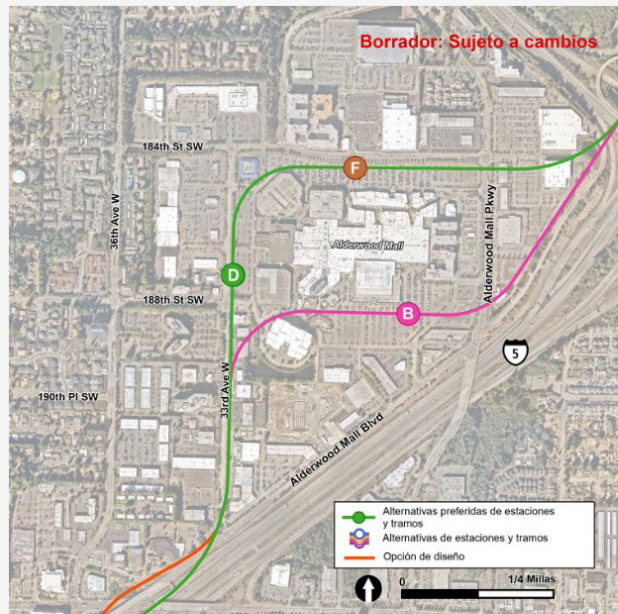 Borrador: Sujeto a cambios
184th St SW
F
36th Ave W
Alderwood Mall Pkwy
Alderwood Mall
D
188th St SW
B
5
190th Pl SW
33rd Ave W
Alderwood Mall Blvd
Alternativas preferidas de estaciones
y tramos
Alternativas de estaciones y tramos
Opción de diseño
0
1/4 Millas